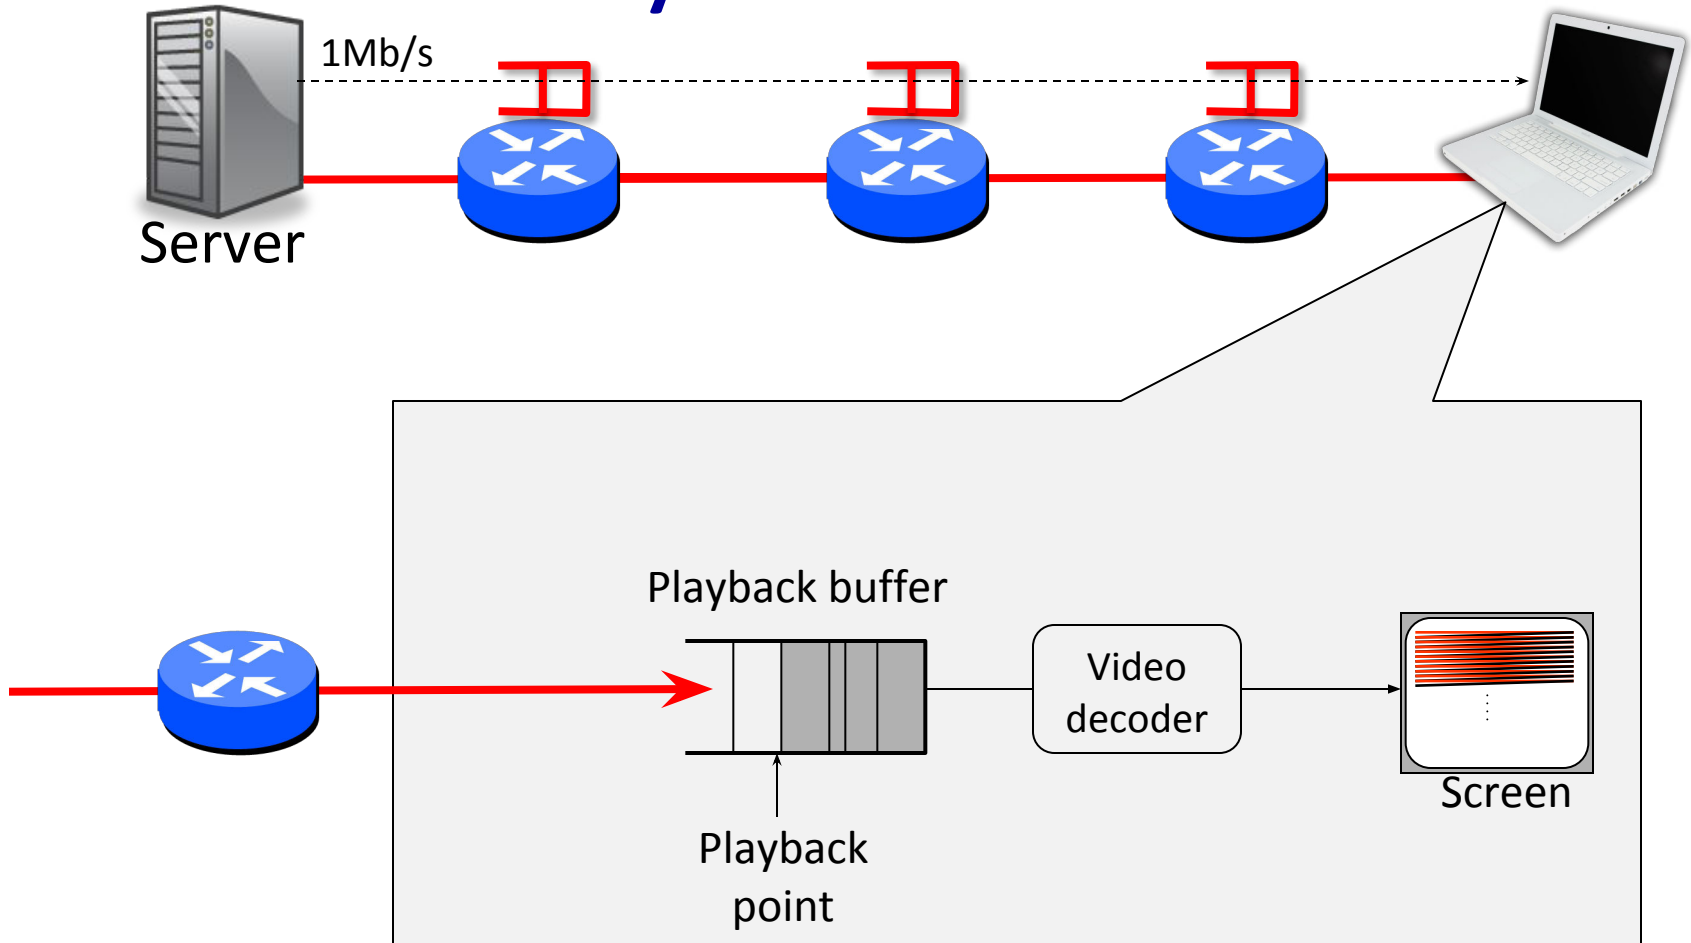 1Mb/s
Server
Playback buffer
Video
decoder
Screen
Playback
point